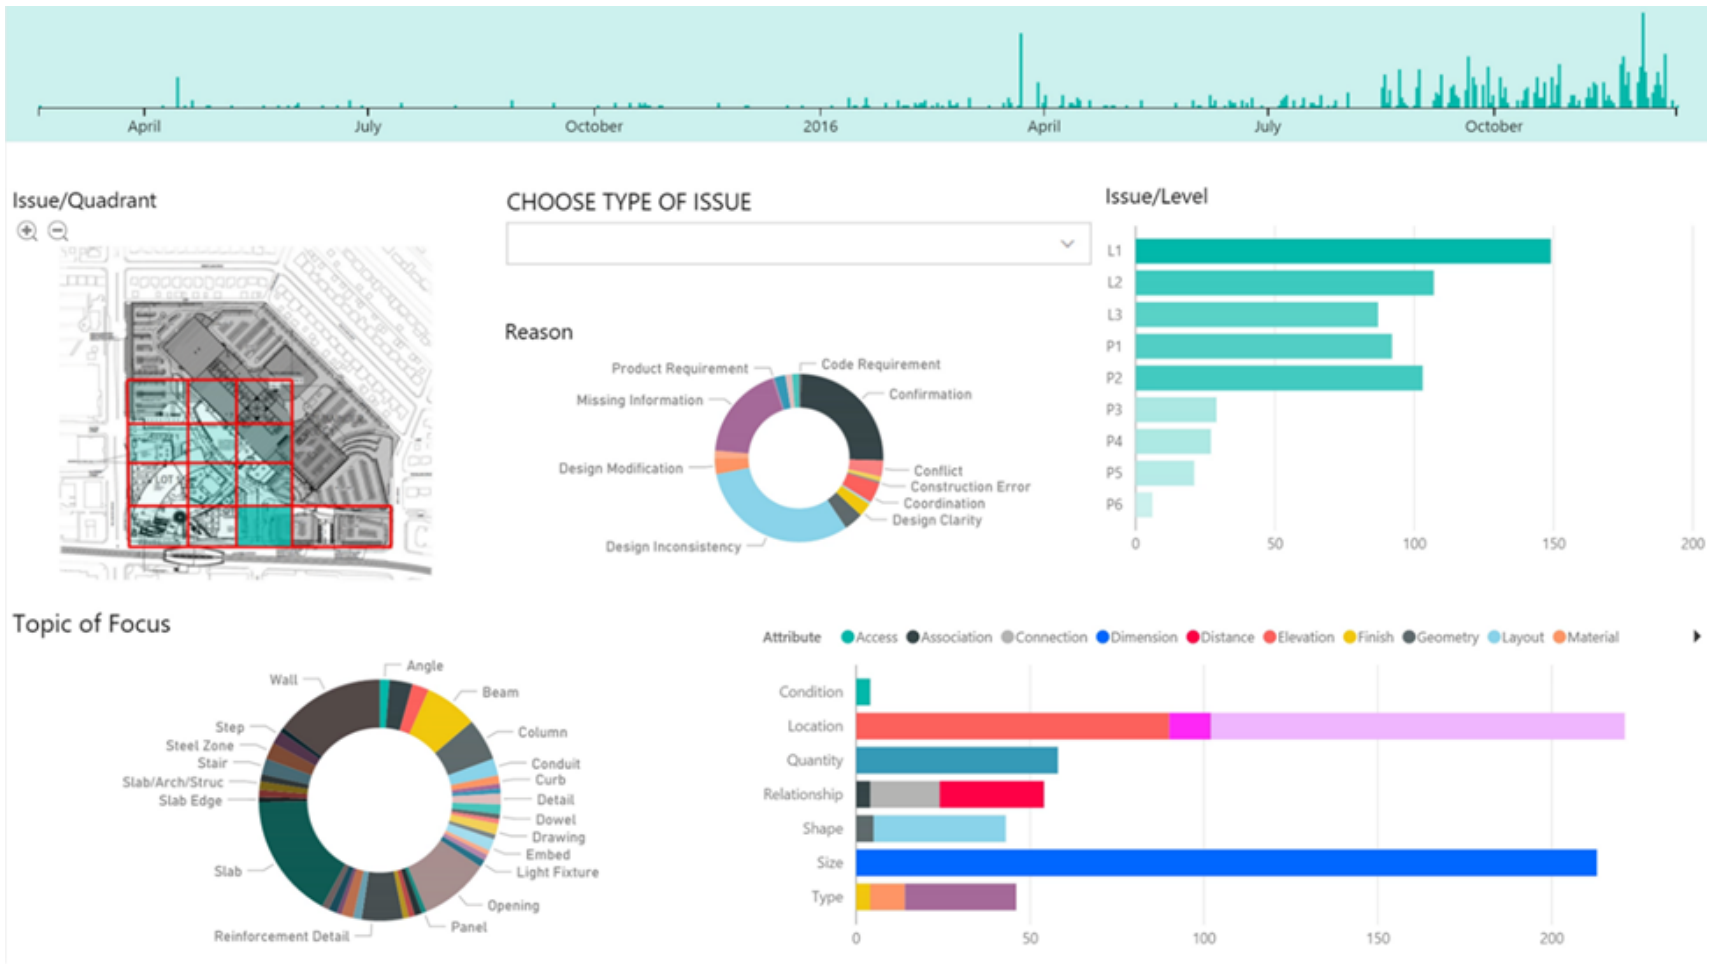 April
July
October
2016
April
July
October
Issue/Quadrant
LOT
CHOOSE TYPE OF ISSUE
Reason
Product Requirement
Code Requirement
Missing Information
Confirmation
Design Modification
Conflict
Construction Error
Coordination
Design Clarity
Design Inconsistency
Issue/Level
L1
L2
L3
P1
P2
P3
P4
P5
P6
0 50 100 150 200
Topic of Focus
Wall
Angle
Beam
Step
Column
Steel Zone
Stair
Conduit
Curb
Slab/Arch/Struc
Slab Edge
Detail
Dowel
Drawing
Embed
Slab
Light Fixture
Opening
Panel
Reinforcement Detail
Attribute Access Association Connection Dimension Distance Elevation Finish Geometry Layout Material
Condition
Location
Quantity
Relationship
Shape
Size
Type
0 50 100 150 200